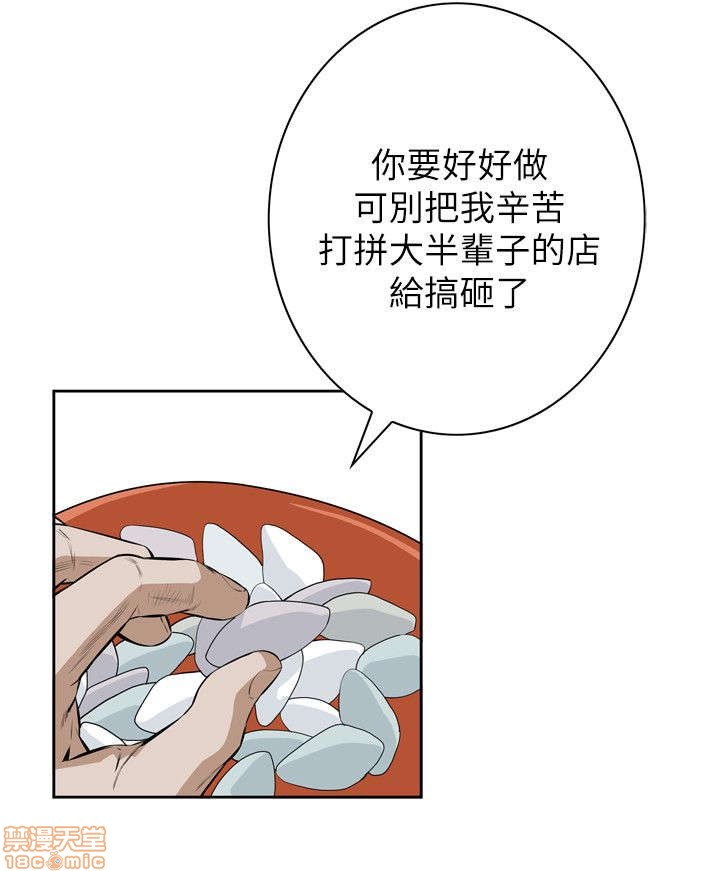 你要好好做
可別把我辛苦
打拼大半輩子的店
給搞砸了
禁漫天堂
18comic